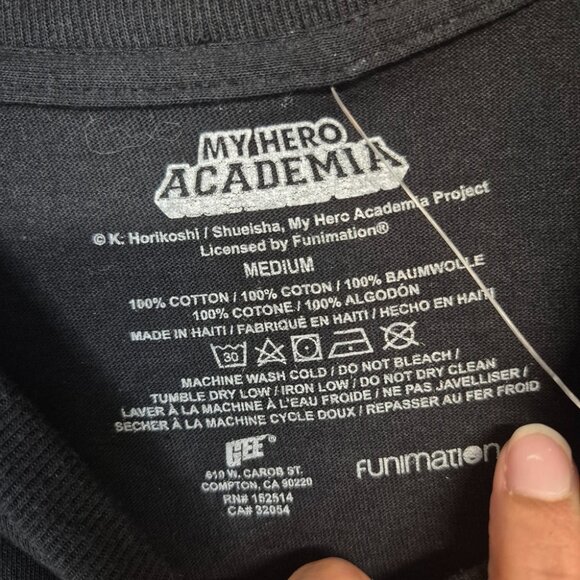 MY HERO
ACADEMIA
© K. Horikoshi / Shueisha, My Hero Academia Project
Licensed by Funimation®
MEDIUM
100% COTTON / 100% COTON / 100% BAUMWOLLE
100% COTONE / 100% ALGODÓN
MADE IN HAITI / FABRIQUÉ EN HAITI / HECHO EN HAITI
30
MACHINE WASH COLD / DO NOT BLEACH /
TUMBLE DRY LOW / IRON LOW / DO NOT DRY CLEAN
LAVER À LA MACHINE À L'EAU FROIDE / NE PAS JAVELLISER /
SÉCHER À LA MACHINE CYCLE DOUX / REPASSER AU FER FROID
GEE
610 W. CAROB ST.
COMPTON, CA 90220
RN# 152514
CA# 32054
FUNIMATION